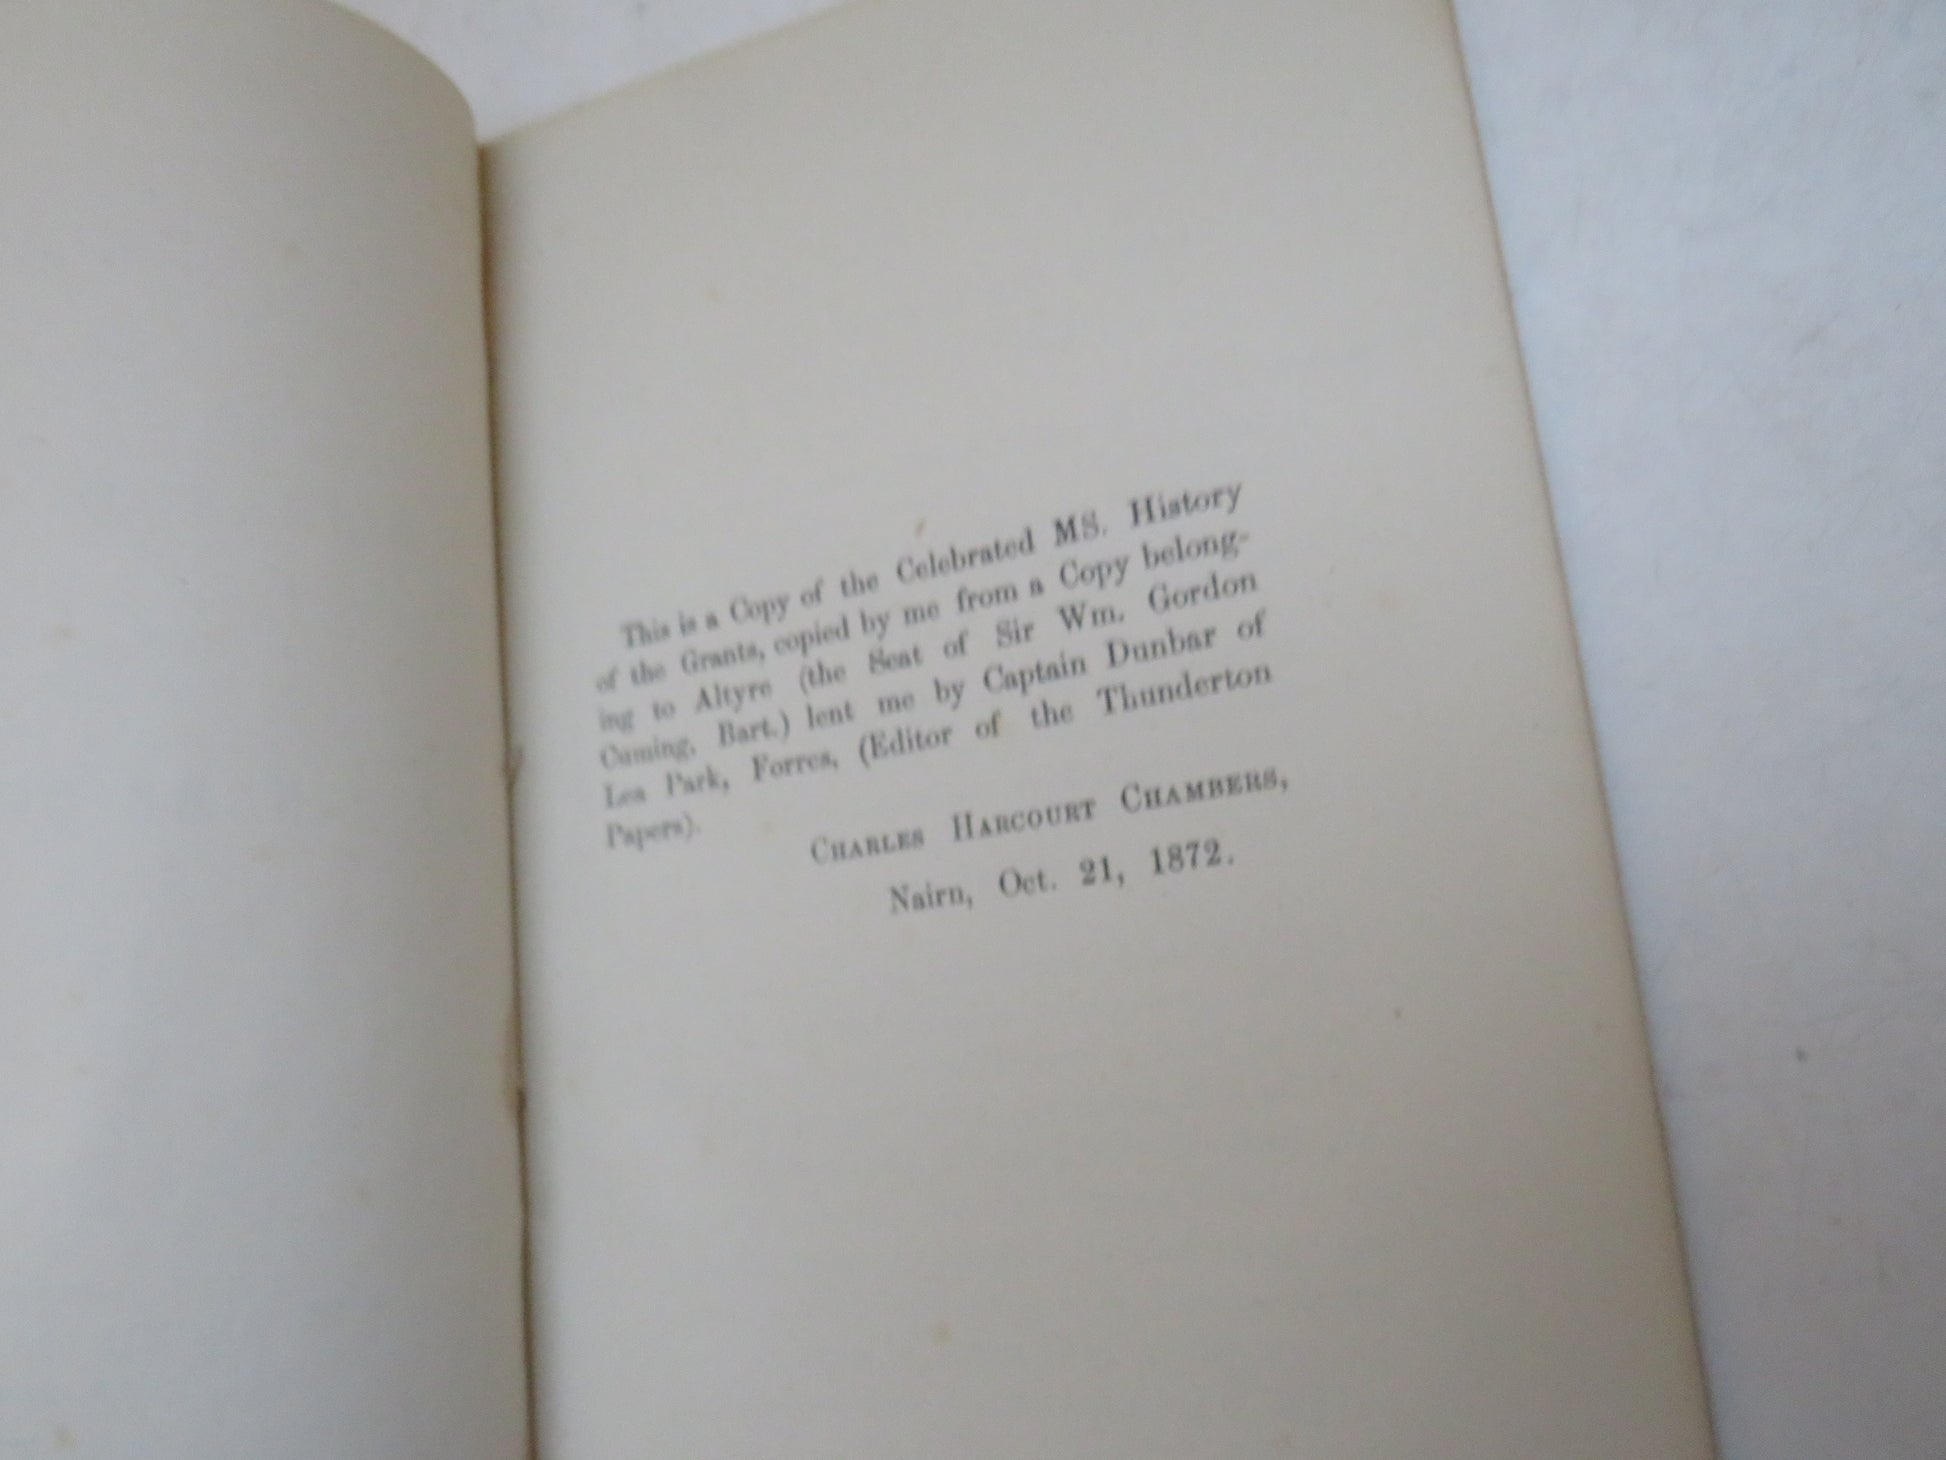 This is a Copy of the Celebrated MS. History
of the Grants, copied by me from a Copy belong-
ing to Altyre (the Seat of Sir Wm. Gordon
Cuming, Bart.) lent me by Captain Dunbar of
Lea Park, Forres, (Editor of the Thunderton
Papers).
CHARLES HARCOURT CHAMBERS,
Nairn, Oct. 21, 1872.